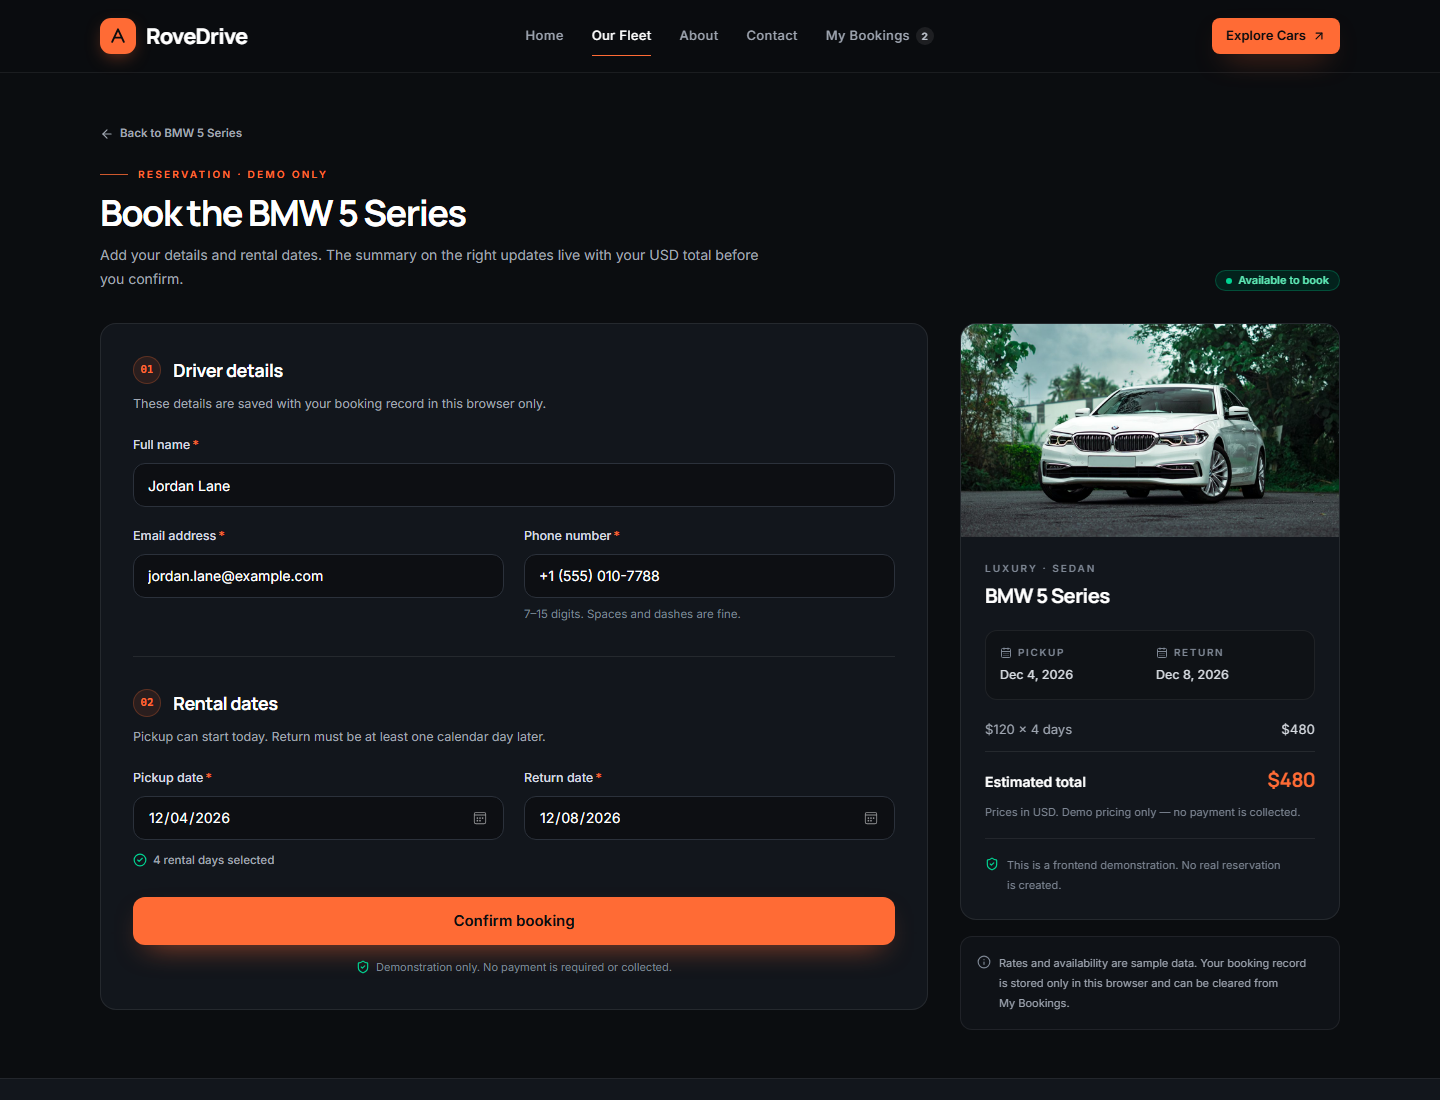 A RoveDrive
Home Our Fleet About Contact My Bookings 2
Explore Cars
Back to BMW 5 Series
RESERVATION · DEMO ONLY
Book the BMW 5 Series
Add your details and rental dates. The summary on the right updates live with your USD total before
you confirm.
Available to book
01 Driver details
These details are saved with your booking record in this browser only.
Full name *
Jordan Lane
Email address *
jordan.lane@example.com
Phone number *
+1 (555) 010-7788
7–15 digits. Spaces and dashes are fine.
02 Rental dates
Pickup can start today. Return must be at least one calendar day later.
Pickup date *
12/04/2026
Return date *
12/08/2026
4 rental days selected
Confirm booking
Demonstration only. No payment is required or collected.
LUXURY · SEDAN
BMW 5 Series
PICKUP
Dec 4, 2026
RETURN
Dec 8, 2026
$120 × 4 days $480
Estimated total $480
Prices in USD. Demo pricing only — no payment is collected.
This is a frontend demonstration. No real reservation
is created.
Rates and availability are sample data. Your booking record
is stored only in this browser and can be cleared from
My Bookings.